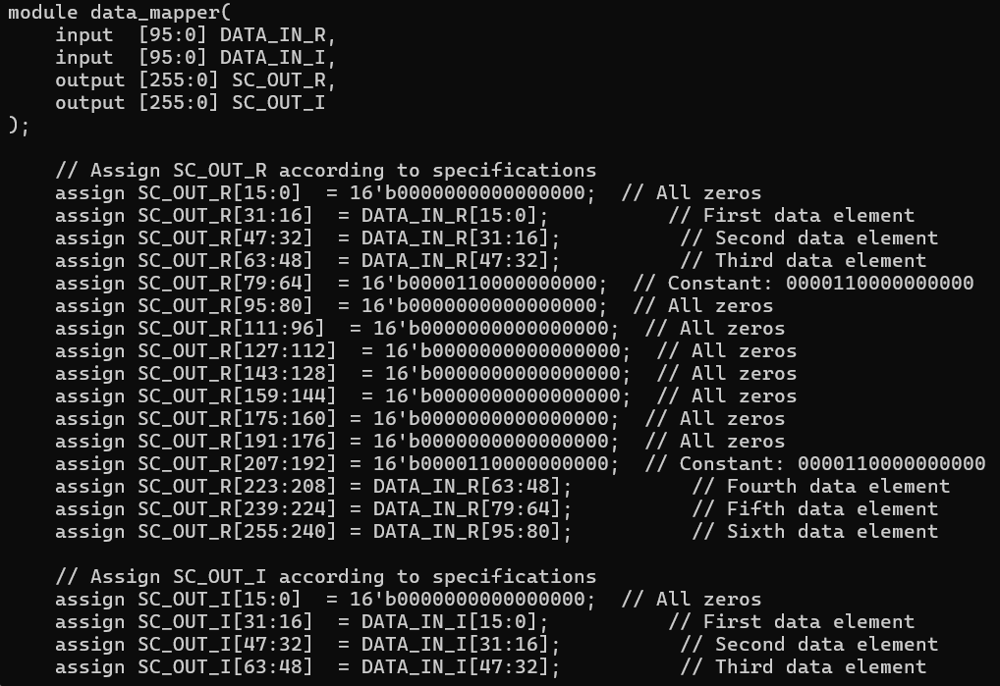 module data_mapper(
    input  [95:0] DATA_IN_R,
    input  [95:0] DATA_IN_I,
    output [255:0] SC_OUT_R,
    output [255:0] SC_OUT_I
);

    // Assign SC_OUT_R according to specifications
    assign SC_OUT_R[15:0]  = 16'b0000000000000000;  // All zeros
    assign SC_OUT_R[31:16]  = DATA_IN_R[15:0];          // First data element
    assign SC_OUT_R[47:32]  = DATA_IN_R[31:16];          // Second data element
    assign SC_OUT_R[63:48]  = DATA_IN_R[47:32];          // Third data element
    assign SC_OUT_R[79:64]  = 16'b0000110000000000;  // Constant: 0000110000000000
    assign SC_OUT_R[95:80]  = 16'b0000000000000000;  // All zeros
    assign SC_OUT_R[111:96]  = 16'b0000000000000000;  // All zeros
    assign SC_OUT_R[127:112]  = 16'b0000000000000000;  // All zeros
    assign SC_OUT_R[143:128]  = 16'b0000000000000000;  // All zeros
    assign SC_OUT_R[159:144]  = 16'b0000000000000000;  // All zeros
    assign SC_OUT_R[175:160] = 16'b0000000000000000;  // All zeros
    assign SC_OUT_R[191:176] = 16'b0000000000000000;  // All zeros
    assign SC_OUT_R[207:192] = 16'b0000110000000000;  // Constant: 0000110000000000
    assign SC_OUT_R[223:208] = DATA_IN_R[63:48];          // Fourth data element
    assign SC_OUT_R[239:224] = DATA_IN_R[79:64];          // Fifth data element
    assign SC_OUT_R[255:240] = DATA_IN_R[95:80];          // Sixth data element

    // Assign SC_OUT_I according to specifications
    assign SC_OUT_I[15:0]  = 16'b0000000000000000;  // All zeros
    assign SC_OUT_I[31:16]  = DATA_IN_I[15:0];          // First data element
    assign SC_OUT_I[47:32]  = DATA_IN_I[31:16];          // Second data element
    assign SC_OUT_I[63:48]  = DATA_IN_I[47:32];          // Third data element